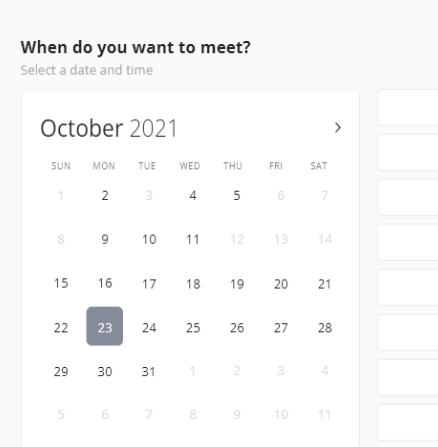 When do you want to meet?
Select a date and time
October 2021
SUN MON TUE WED THU FRI SAT
1 2 3 4 5 6 7
8 9 10 11 12 13 14
15 16 17 18 19 20 21
22 23 24 25 26 27 28
29 30 31 1 2 3 4
5 6 7 8 9 10 11